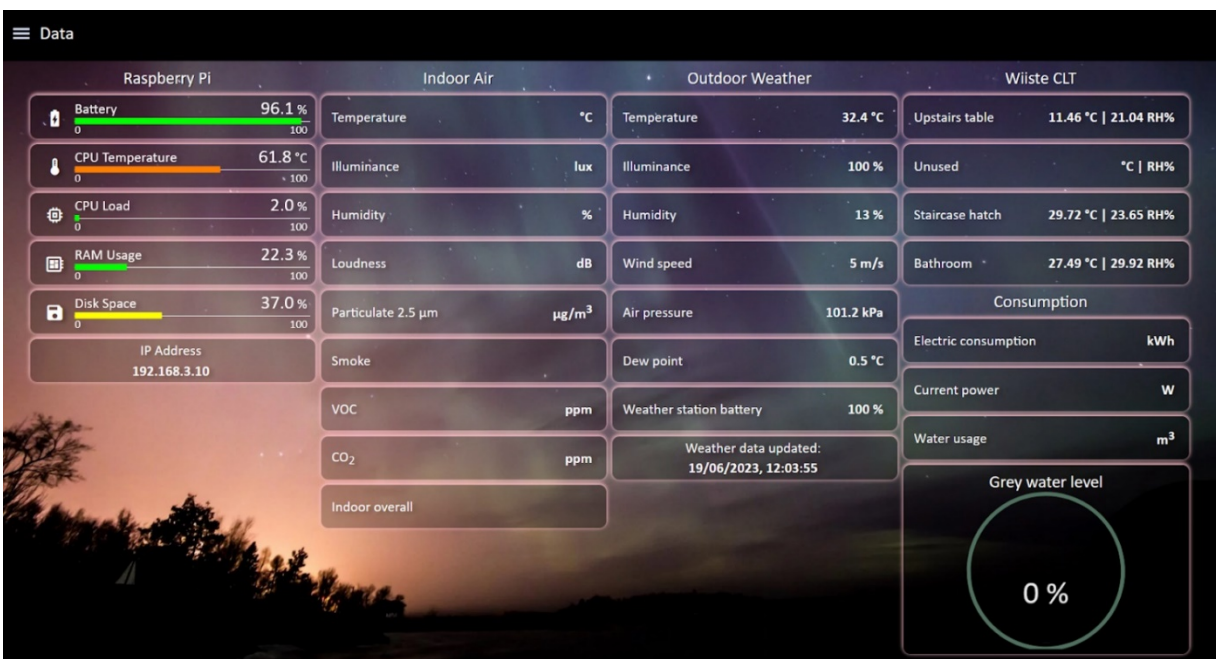 Data
Raspberry Pi
Battery 96.1 %
0 100
CPU Temperature 61.8 °C
0 100
CPU Load 2.0 %
0 100
RAM Usage 22.3 %
0 100
Disk Space 37.0 %
0 100
IP Address
192.168.3.10
Indoor Air
Temperature °C
Illuminance lux
Humidity %
Loudness dB
Particulate 2.5 µm µg/m³
Smoke
VOC ppm
CO₂ ppm
Indoor overall
Outdoor Weather
Temperature 32.4 °C
Illuminance 100 %
Humidity 13 %
Wind speed 5 m/s
Air pressure 101.2 kPa
Dew point 0.5 °C
Weather station battery 100 %
Weather data updated:
19/06/2023, 12:03:55
Wiiste CLT
Upstairs table 11.46 °C | 21.04 RH%
Unused °C | RH%
Staircase hatch 29.72 °C | 23.65 RH%
Bathroom 27.49 °C | 29.92 RH%
Consumption
Electric consumption kWh
Current power W
Water usage m³
Grey water level
0 %